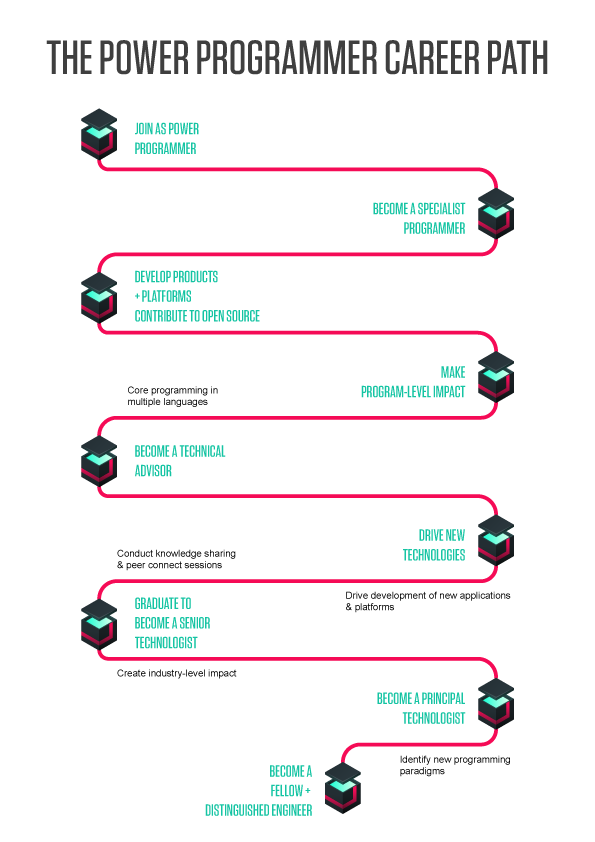 THE POWER PROGRAMMER CAREER PATH
JOIN AS POWER
PROGRAMMER
BECOME A SPECIALIST
PROGRAMMER
DEVELOP PRODUCTS
+ PLATFORMS
CONTRIBUTE TO OPEN SOURCE
MAKE
PROGRAM-LEVEL IMPACT
Core programming in
multiple languages
BECOME A TECHNICAL
ADVISOR
DRIVE NEW
TECHNOLOGIES
Conduct knowledge sharing
& peer connect sessions
Drive development of new applications
& platforms
GRADUATE TO
BECOME A SENIOR
TECHNOLOGIST
Create industry-level impact
BECOME A PRINCIPAL
TECHNOLOGIST
Identify new programming
paradigms
BECOME A
FELLOW +
DISTINGUISHED ENGINEER